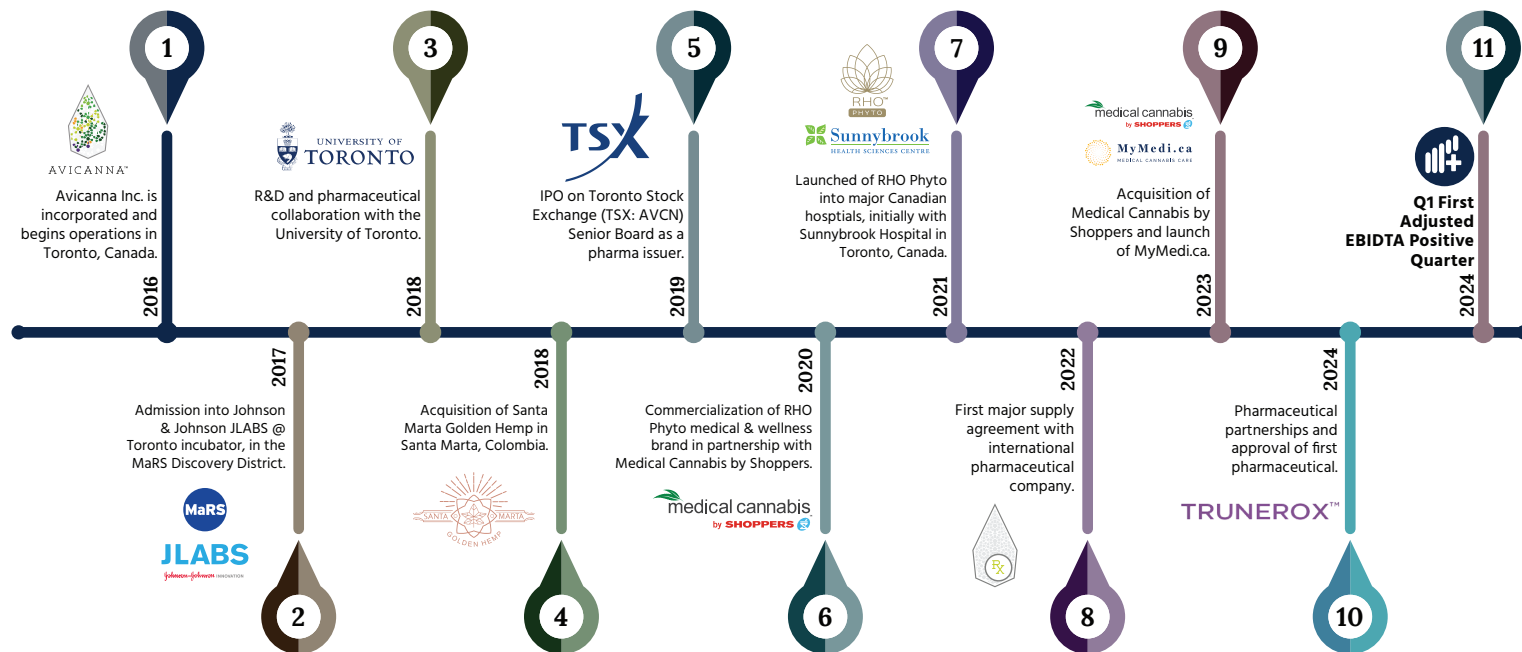 1
AVICANNA™
Avicanna Inc. is
incorporated and
begins operations in
Toronto, Canada.
2016
2017
Admission into Johnson
& Johnson JLABS @
Toronto incubator, in the
MaRS Discovery District.
MaRS
JLABS
Johnson & Johnson INNOVATION
2
3
UNIVERSITY OF
TORONTO
R&D and pharmaceutical
collaboration with the
University of Toronto.
2018
2018
Acquisition of Santa
Marta Golden Hemp in
Santa Marta, Colombia.
SANTA MARTA
GOLDEN HEMP
4
5
TSX
IPO on Toronto Stock
Exchange (TSX: AVCN)
Senior Board as a
pharma issuer.
2019
2020
Commercialization of RHO
Phyto medical & wellness
brand in partnership with
Medical Cannabis by Shoppers.
medical cannabis
by SHOPPERS
6
7
RHO™
PHYTO
Sunnybrook
HEALTH SCIENCES CENTRE
Launched of RHO Phyto
into major Canadian
hosptials, initially with
Sunnybrook Hospital in
Toronto, Canada.
2021
2022
First major supply
agreement with
international
pharmaceutical
company.
RX
8
9
medical cannabis
by SHOPPERS
MyMedi.ca
MEDICAL CANNABIS CARE
Acquisition of
Medical Cannabis by
Shoppers and launch
of MyMedi.ca.
2023
2024
Pharmaceutical
partnerships and
approval of first
pharmaceutical.
TRUNEROX™
10
11
Q1 First
Adjusted
EBIDTA Positive
Quarter
2024